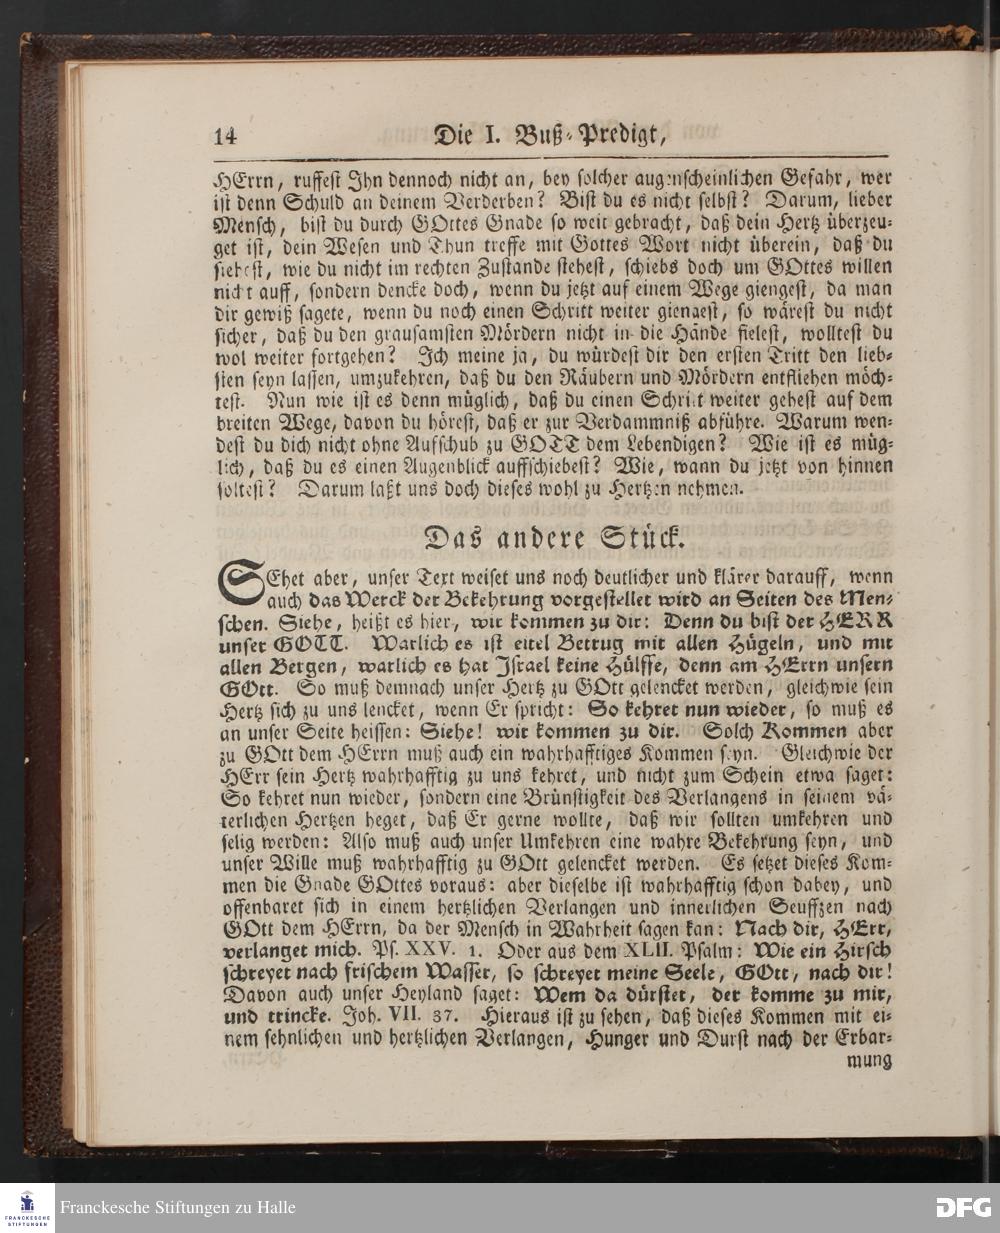 14 Die I. Buß-Predigt,
HErrn, ruffest Ihn dennoch nicht an, bey solcher augenscheinlichen Gefahr, wer
ist denn Schuld an deinem Verderben? Bist du es nicht selbst? Darum, lieber
Mensch, bist du durch GOttes Gnade so weit gebracht, daß dein Hertz überzeu-
get ist, dein Wesen und Thun treffe mit Gottes Wort nicht überein, daß du
siehest, wie du nicht im rechten Zustande stehest, schiebs doch um GOttes willen
nicht auff, sondern dencke doch, wenn du jetzt auf einem Wege giengest, da man
dir gewiß sagete, wenn du noch einen Schritt weiter giengest, so wärest du nicht
sicher, daß du den grausamsten Mördern nicht in die Hände fielest, wolltest du
wol weiter fortgehen? Ich meine ja, du würdest dir den ersten Tritt den lieb-
sten seyn lassen, umzukehren, daß du den Räubern und Mördern entfliehen möch-
test. Nun wie ist es denn müglich, daß du einen Schritt weiter gehest auf dem
breiten Wege, davon du hörest, daß er zur Verdammniß abführe. Warum wen-
dest du dich nicht ohne Aufschub zu GOTT dem Lebendigen? Wie ist es müg-
lich, daß du es einen Augenblick auffschiebest? Wie, wann du jetzt von hinnen
soltest? Darum laßt uns doch dieses wohl zu Hertzen nehmen.
Das andere Stück.
SEhet aber, unser Text weiset uns noch deutlicher und klärer darauff, wenn
auch das Werck der Bekehrung vorgestellet wird an Seiten des Men-
schen. Siehe, heißt es hier, wir kommen zu dir: Denn du bist der HERR
unser GOTT. Warlich es ist eitel Betrug mit allen Hügeln, und mit
allen Bergen, warlich es hat Israel keine Hülffe, denn am HErrn unsern
GOtt. So muß demnach unser Hertz zu GOtt gelencket werden, gleichwie sein
Hertz sich zu uns lencket, wenn Er spricht: So kehret nun wieder, so muß es
an unser Seite heissen: Siehe! wir kommen zu dir. Solch Kommen aber
zu GOtt dem HErrn muß auch ein wahrhafftiges Kommen seyn. Gleichwie der
HErr sein Hertz wahrhafftig zu uns kehret, und nicht zum Schein etwa saget:
So kehret nun wieder, sondern eine Brünstigkeit des Verlangens in seinem vä-
terlichen Hertzen heget, daß Er gerne wollte, daß wir sollten umkehren und
selig werden: Also muß auch unser Umkehren eine wahre Bekehrung seyn, und
unser Wille muß wahrhafftig zu GOtt gelencket werden. Es setzet dieses Kom-
men die Gnade GOttes voraus: aber dieselbe ist wahrhafftig schon dabey, und
offenbaret sich in einem hertzlichen Verlangen und innerlichen Seuffzen nach
GOtt dem HErrn, da der Mensch in Wahrheit sagen kan: Nach dir, HErr,
verlanget mich. Ps. XXV. 1. Oder aus dem XLII. Psalm: Wie ein Hirsch
schreyet nach frischem Wasser, so schreyet meine Seele, GOtt, nach dir!
Davon auch unser Heyland saget: Wem da dürstet, der komme zu mir,
und trincke. Joh. VII. 37. Hieraus ist zu sehen, daß dieses Kommen mit ei-
nem sehnlichen und hertzlichen Verlangen, Hunger und Durst nach der Erbar-
mung
FRANCKESCHE
STIFTUNGEN
Franckesche Stiftungen zu Halle
DFG